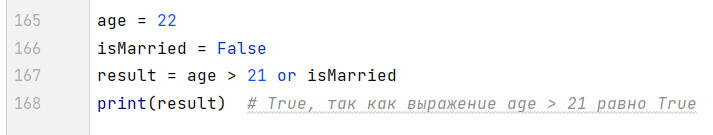 165 age = 22
166 isMarried = False
167 result = age > 21 or isMarried
168 print(result)  # True, так как выражение age > 21 равно True